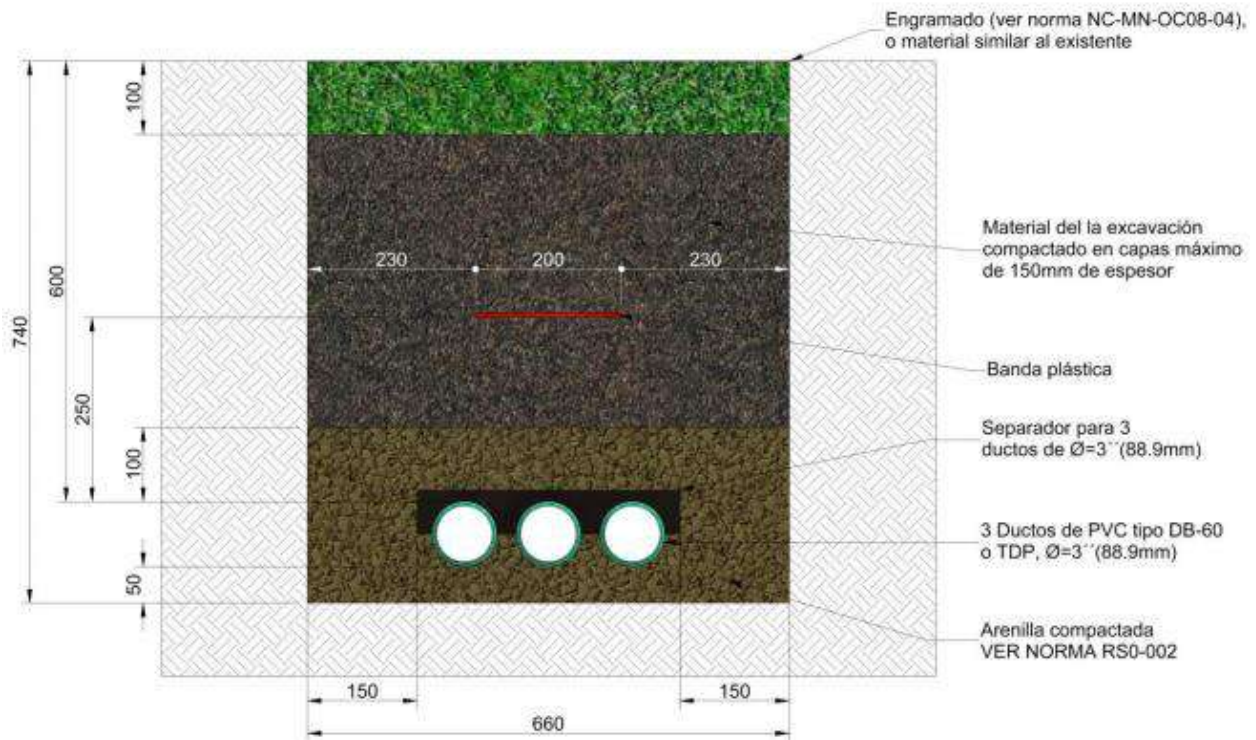 Engramado (ver norma NC-MN-OC08-04),
o material similar al existente
100
Material del la excavación
compactado en capas máximo
de 150mm de espesor
230
200
230
600
740
250
Banda plástica
Separador para 3
ductos de Ø=3´´(88.9mm)
100
3 Ductos de PVC tipo DB-60
o TDP, Ø=3´´(88.9mm)
50
Arenilla compactada
VER NORMA RS0-002
150
150
660